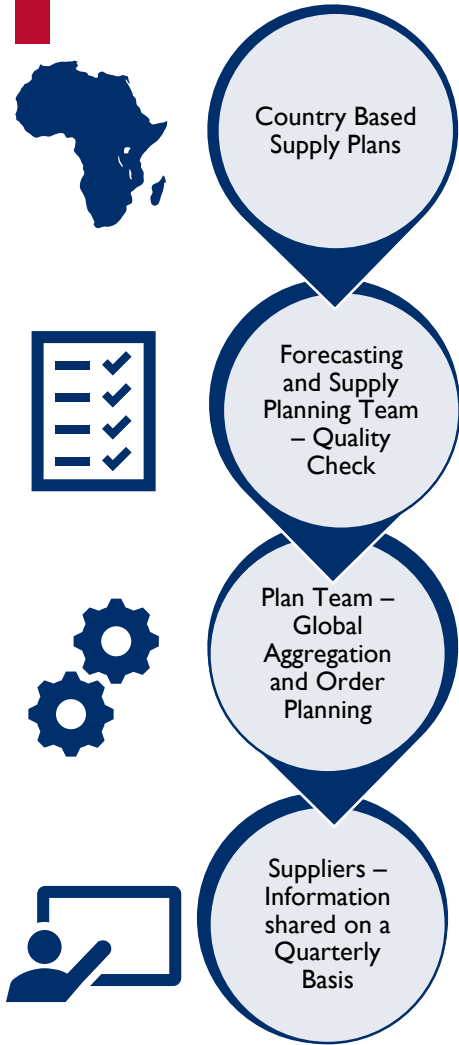 Country Based
Supply Plans
Forecasting
and Supply
Planning Team
– Quality
Check
Plan Team –
Global
Aggregation
and Order
Planning
Suppliers –
Information
shared on a
Quarterly
Basis